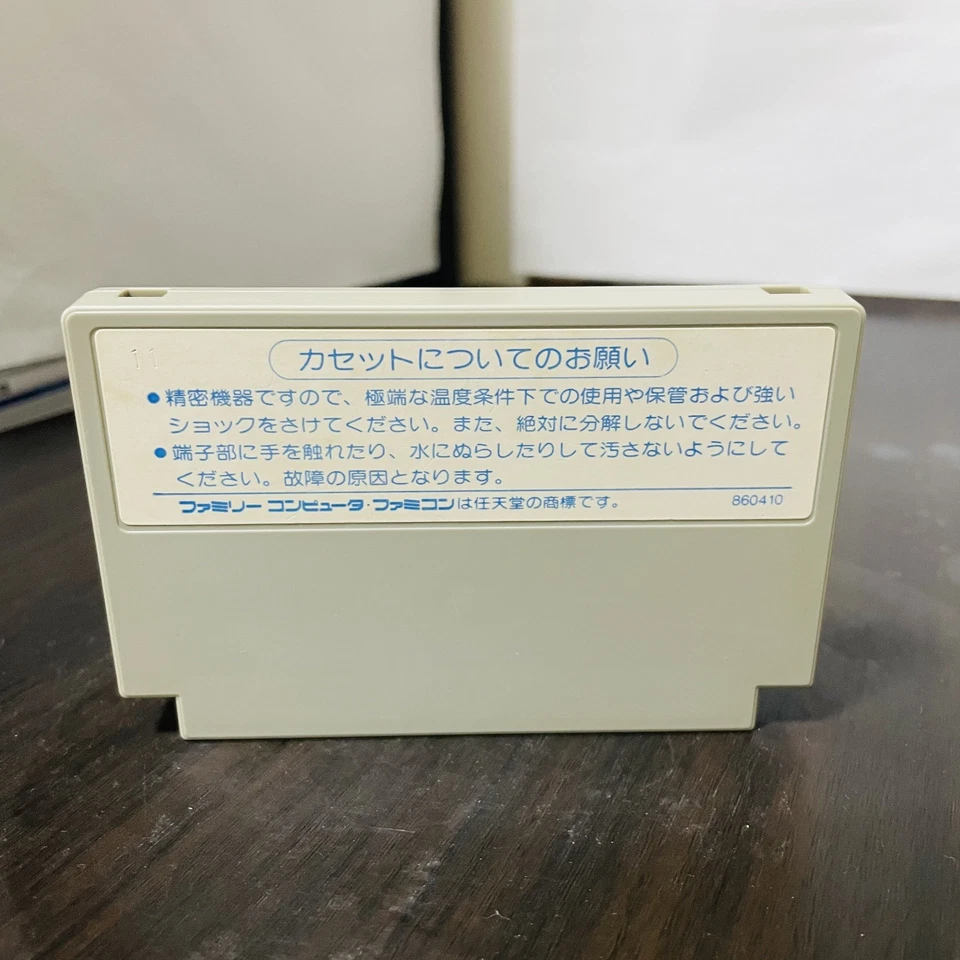 11
カセットについてのお願い
●精密機器ですので、極端な温度条件下での使用や保管および強い
ショックをさけてください。また、絶対に分解しないでください。
●端子部に手を触れたり、水にぬらしたりして汚さないようにして
ください。故障の原因となります。
ファミリー コンピュータ・ファミコンは任天堂の商標です。 860410